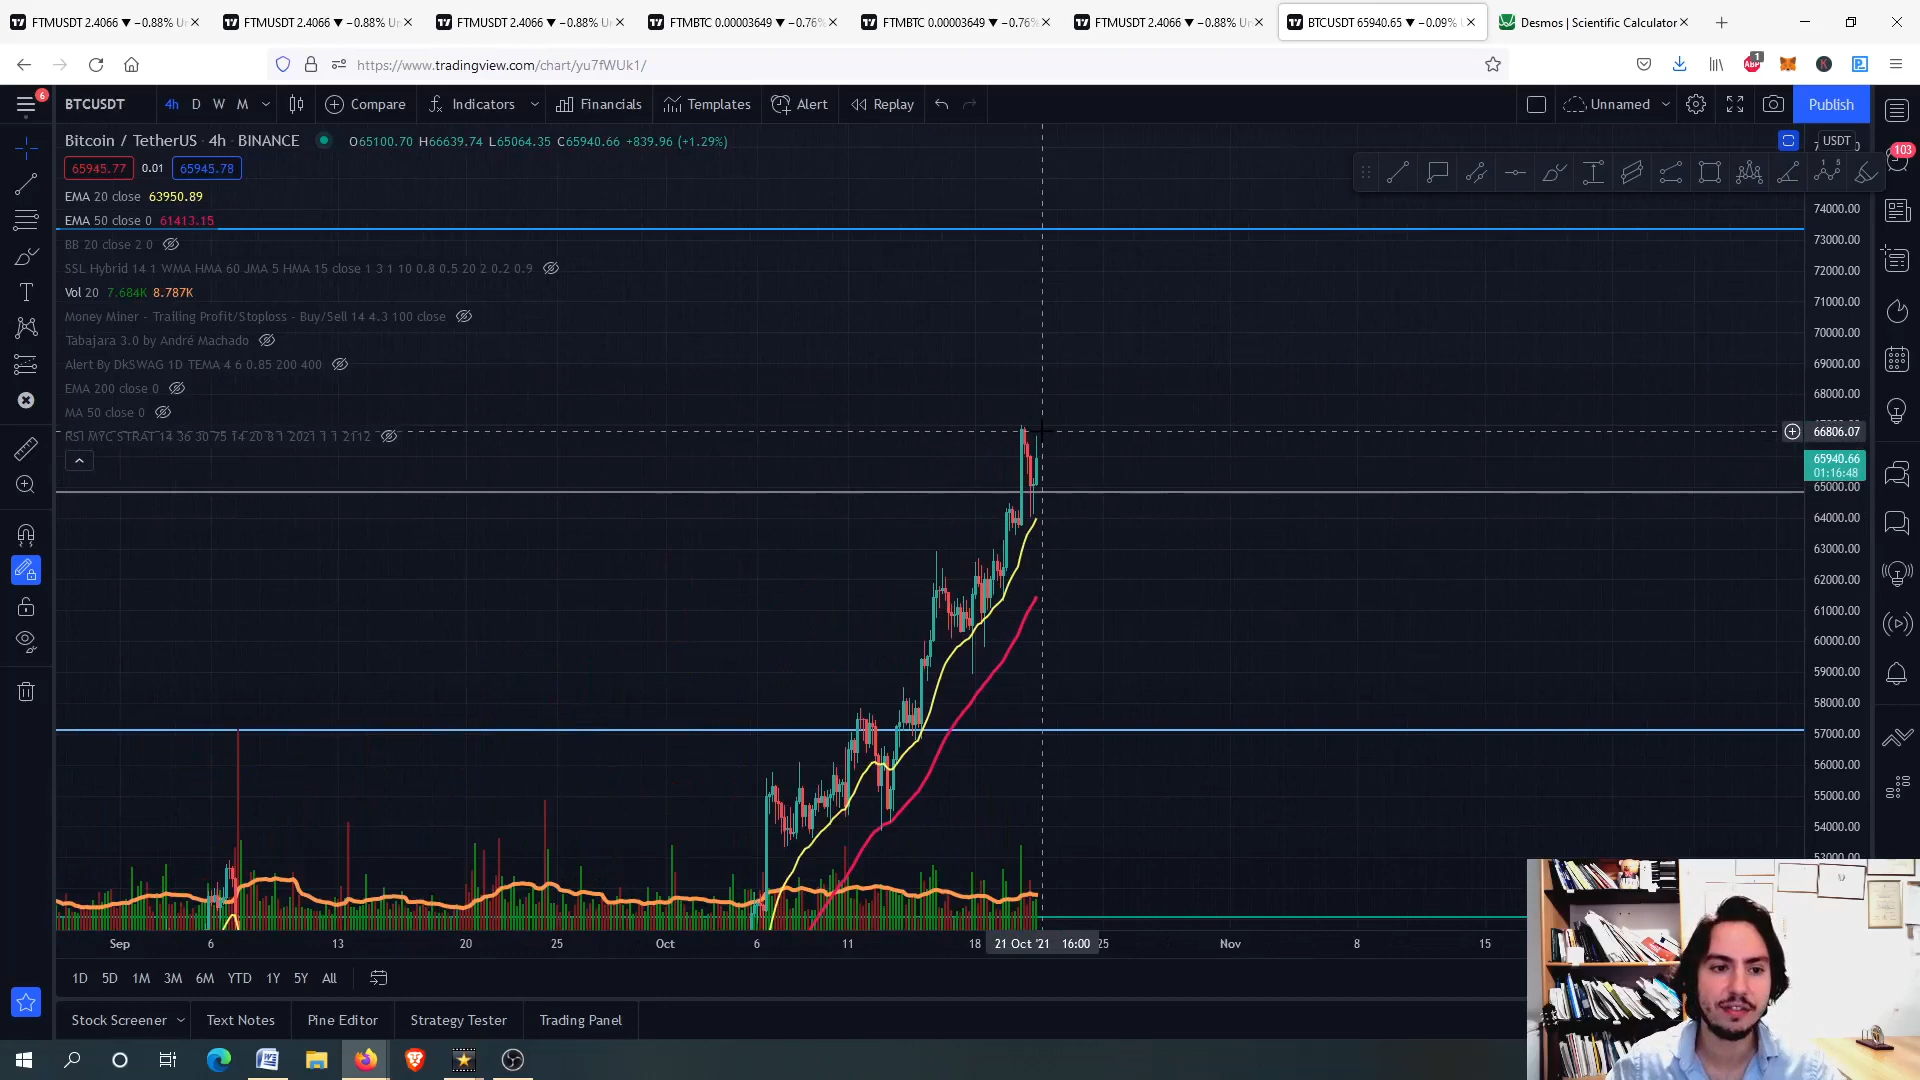 FTMUSDT 2.4066 ▼ −0.88% Un
FTMUSDT 2.4066 ▼ −0.88% Un
FTMUSDT 2.4066 ▼ −0.88% Un
FTMBTC 0.00003649 ▼ −0.76%
FTMBTC 0.00003649 ▼ −0.76%
FTMUSDT 2.4066 ▼ −0.88% Un
BTCUSDT 65940.65 ▼ −0.09% U
Desmos | Scientific Calculator
https://www.tradingview.com/chart/yu7fWUk1/
ABP 1
K
P
6
BTCUSDT
4h D W M
Compare
Indicators
Financials
Templates
Alert
Replay
Unnamed
Publish
Bitcoin / TetherUS · 4h · BINANCE
O65100.70 H66639.74 L65064.35 C65940.66 +839.96 (+1.29%)
USDT
103
65945.77 0.01 65945.78
EMA 20 close 63950.89
EMA 50 close 0 61413.15
BB 20 close 2 0
SSL Hybrid 14 1 WMA HMA 60 JMA 5 HMA 15 close 1 3 1 10 0.8 0.5 20 2 0.2 0.9
Vol 20 7.684K 8.787K
Money Miner - Trailing Profit/Stoploss - Buy/Sell 14 4.3 100 close
Tabajara 3.0 by André Machado
Alert By DkSWAG 1D TEMA 4 6 0.85 200 400
EMA 200 close 0
MA 50 close 0
RSI MYC STRAT 14 36 30 75 14 20 8 1 2021 1 1 2112
74000.00
73000.00
72000.00
71000.00
70000.00
69000.00
68000.00
66806.07
65940.66
01:16:48
65000.00
64000.00
63000.00
62000.00
61000.00
60000.00
59000.00
58000.00
57000.00
56000.00
55000.00
54000.00
53000.00
Sep 6 13 20 25 Oct 6 11 18 21 Oct '21 16:00 25 Nov 8 15
1D 5D 1M 3M 6M YTD 1Y 5Y All
Stock Screener
Text Notes
Pine Editor
Strategy Tester
Trading Panel